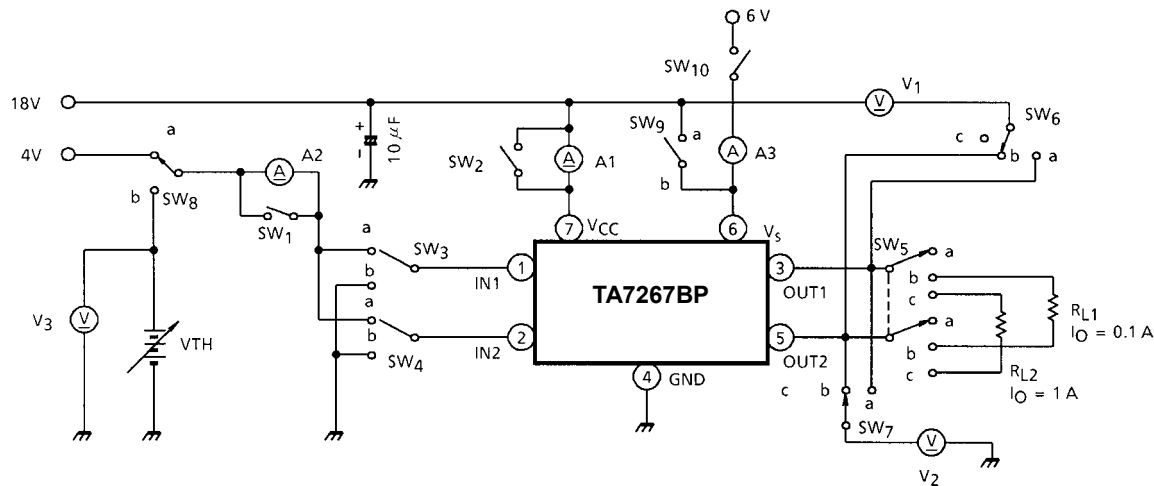 6 V
SW10
18V
V1
SW6
a
+
-
10 μF
SW9
a
c
4V
A2
SW2
A
A1
A
A3
b
a
A
b
SW8
SW1
b
7
VCC
6
VS
a
SW3
SW5
a
b
1
IN1
TA7267BP
3
OUT1
b
c
RL1
IO = 0.1 A
V3
V
VTH
a
b
2
IN2
5
OUT2
a
SW4
b
RL2
IO = 1 A
4
GND
c
b
a
c
SW7
V
V2
V